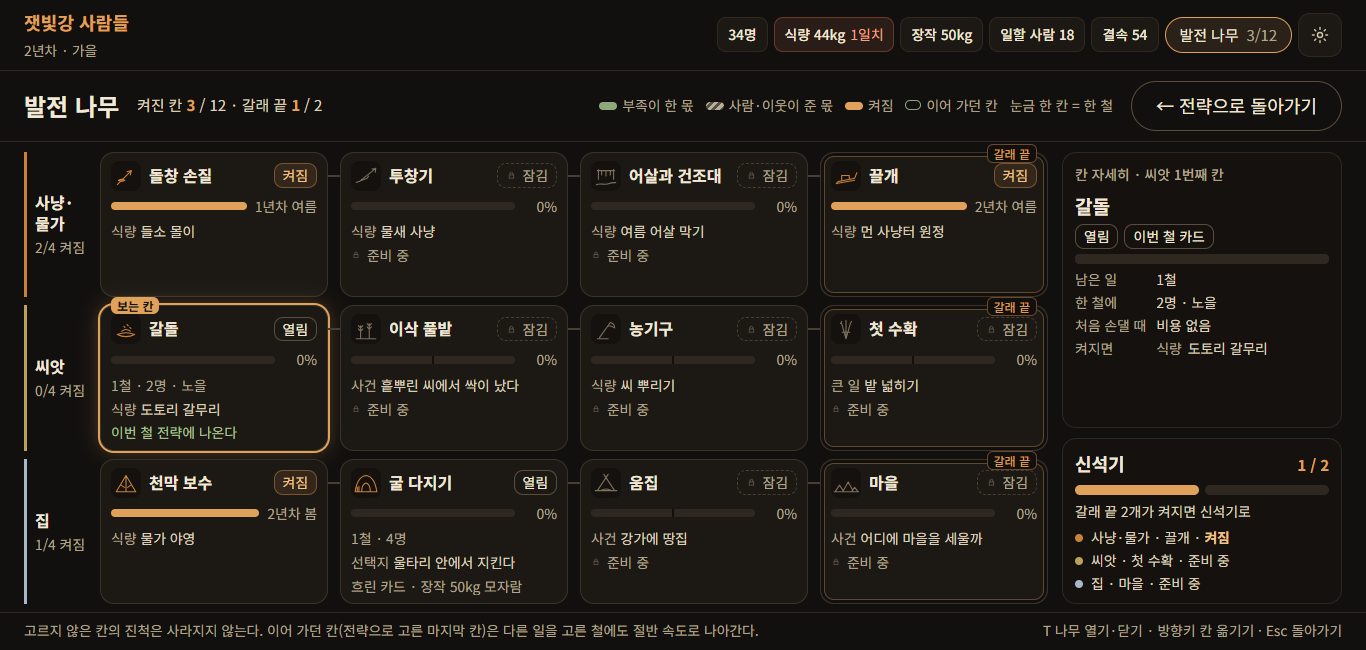 잿빛강 사람들
2년차 · 가을
34명
식량 44kg 1일치
장작 50kg
일할 사람 18
결속 54
발전 나무 3/12
발전 나무
켜진 칸 3 / 12 · 갈래 끝 1 / 2
부족이 한 몫
사람·이웃이 준 몫
켜짐
이어 가던 칸
눈금 한 칸 = 한 철
← 전략으로 돌아가기
사냥·
물가
2/4 켜짐
돌창 손질
켜짐
1년차 여름
식량 들소 몰이
투창기
잠김
0%
식량 물새 사냥
준비 중
어살과 건조대
잠김
0%
식량 여름 어살 막기
준비 중
갈래 끝
끌개
켜짐
2년차 여름
식량 먼 사냥터 원정
씨앗
0/4 켜짐
보는 칸
갈돌
열림
0%
1철 · 2명 · 노을
식량 도토리 갈무리
이번 철 전략에 나온다
이삭 풀밭
잠김
0%
사건 흩뿌린 씨에서 싹이 났다
준비 중
농기구
잠김
0%
식량 씨 뿌리기
준비 중
갈래 끝
첫 수확
잠김
0%
큰 일 밭 넓히기
준비 중
집
1/4 켜짐
천막 보수
켜짐
2년차 봄
식량 물가 야영
굴 다지기
열림
0%
1철 · 4명
선택지 울타리 안에서 지킨다
흐린 카드 · 장작 50kg 모자람
움집
잠김
0%
사건 강가에 땅집
준비 중
갈래 끝
마을
잠김
0%
사건 어디에 마을을 세울까
준비 중
칸 자세히 · 씨앗 1번째 칸
갈돌
열림
이번 철 카드
남은 일 1철
한 철에 2명 · 노을
처음 손댈 때 비용 없음
켜지면 식량 도토리 갈무리
신석기
1 / 2
갈래 끝 2개가 켜지면 신석기로
사냥·물가 · 끌개 · 켜짐
씨앗 · 첫 수확 · 준비 중
집 · 마을 · 준비 중
고르지 않은 칸의 진척은 사라지지 않는다. 이어 가던 칸(전략으로 고른 마지막 칸)은 다른 일을 고른 철에도 절반 속도로 나아간다.
T 나무 열기·닫기 · 방향키 칸 옮기기 · Esc 돌아가기